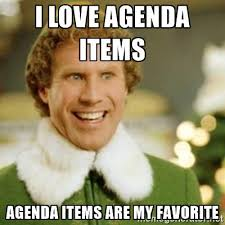 I LOVE AGENDA
ITEMS
AGENDA ITEMS ARE MY FAVORITE